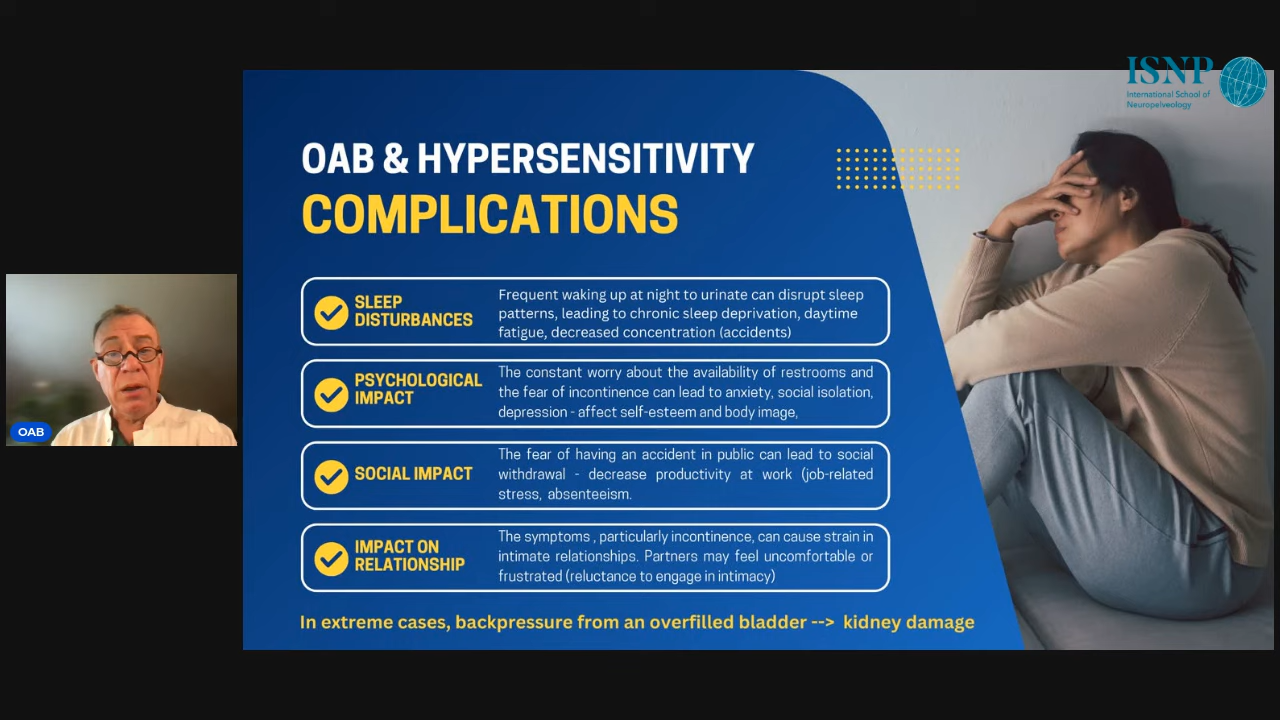 ISNP
International School of
Neuropelveology
OAB & HYPERSENSITIVITY
COMPLICATIONS
SLEEP
DISTURBANCES
Frequent waking up at night to urinate can disrupt sleep
patterns, leading to chronic sleep deprivation, daytime
fatigue, decreased concentration (accidents)
PSYCHOLOGICAL
IMPACT
The constant worry about the availability of restrooms and
the fear of incontinence can lead to anxiety, social isolation,
depression - affect self-esteem and body image,
SOCIAL IMPACT
The fear of having an accident in public can lead to social
withdrawal - decrease productivity at work (job-related
stress, absenteeism.
IMPACT ON
RELATIONSHIP
The symptoms , particularly incontinence, can cause strain in
intimate relationships. Partners may feel uncomfortable or
frustrated (reluctance to engage in intimacy)
In extreme cases, backpressure from an overfilled bladder --> kidney damage
OAB